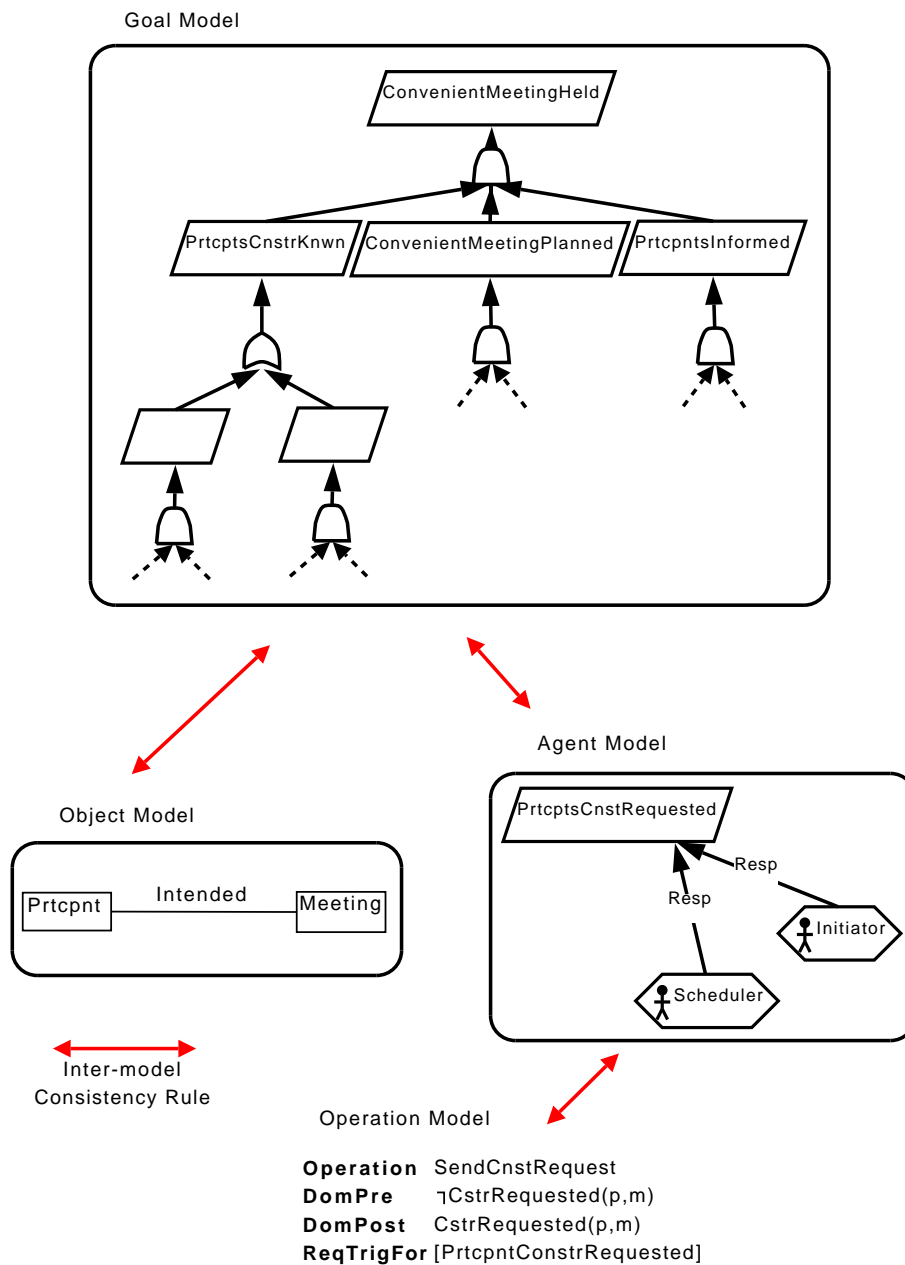 Goal Model
ConvenientMeetingHeld
PrtcptsCnstrKnwn
ConvenientMeetingPlanned
PrtcpntsInformed
Agent Model
PrtcptsCnstRequested
Resp
Resp
Initiator
Scheduler
Object Model
Prtcpnt
Intended
Meeting
Inter-model
Consistency Rule
Operation Model
Operation SendCnstRequest
DomPre ¬CstrRequested(p,m)
DomPost CstrRequested(p,m)
ReqTrigFor [PrtcpntConstrRequested]